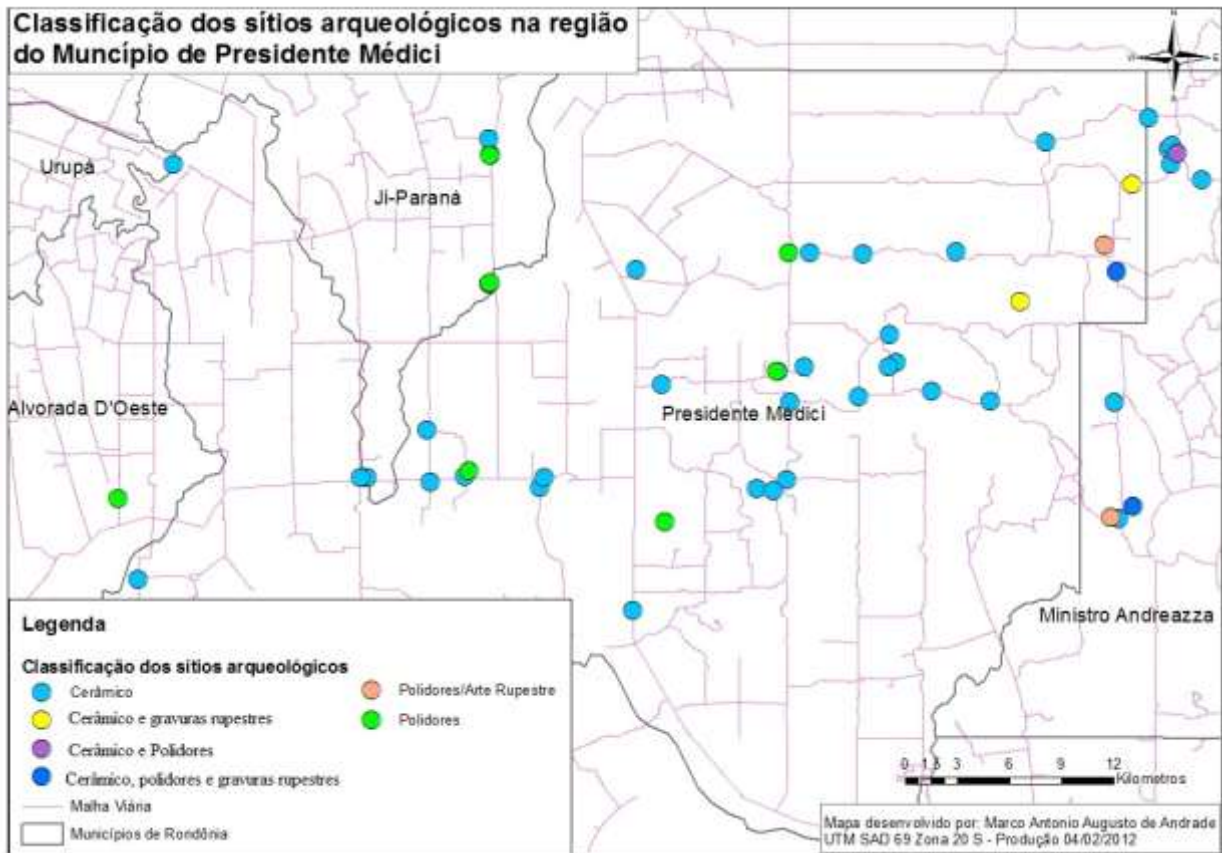 Classificação dos sítios arqueológicos na região
do Muncípio de Presidente Médici
N
W
E
Urupá
Ji-Paraná
Alvorada D'Oeste
Presidente Médici
Ministro Andreazza
Legenda
Classificação dos sítios arqueológicos
Cerâmico
Polidores/Arte Rupestre
Cerâmico e gravuras rupestres
Polidores
Cerâmico e Polidores
Cerâmico, polidores e gravuras rupestres
Malha Viária
Municípios de Rondônia
0 1,5 3 6 9 12
Kilometros
Mapa desenvolvido por: Marco Antonio Augusto de Andrade
UTM SAD 69 Zona 20 S - Produção 04/02/2012